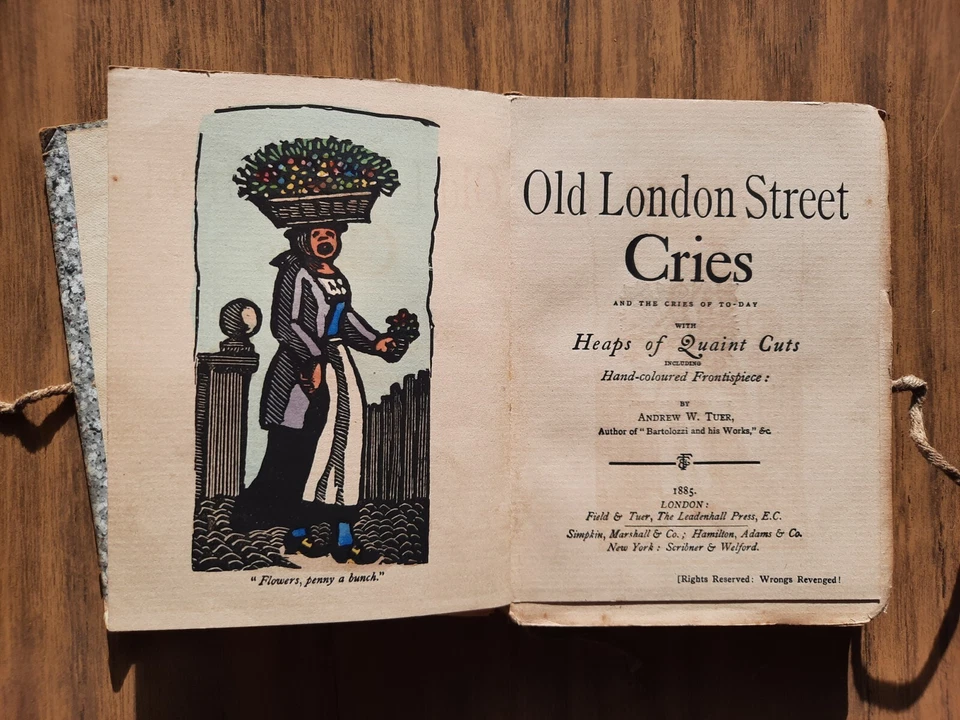 "Flowers, penny a bunch."
Old London Street
Cries
AND THE CRIES OF TO-DAY
WITH
Heaps of Quaint Cuts
INCLUDING
Hand-coloured Frontispiece:
BY
ANDREW W. TUER,
Author of "Bartolozzi and his Works," &c.
1885.
LONDON:
Field & Tuer, The Leadenhall Press, E.C.
Simpkin, Marshall & Co.; Hamilton, Adams & Co.
New York: Scribner & Welford.
[Rights Reserved: Wrongs Revenged!